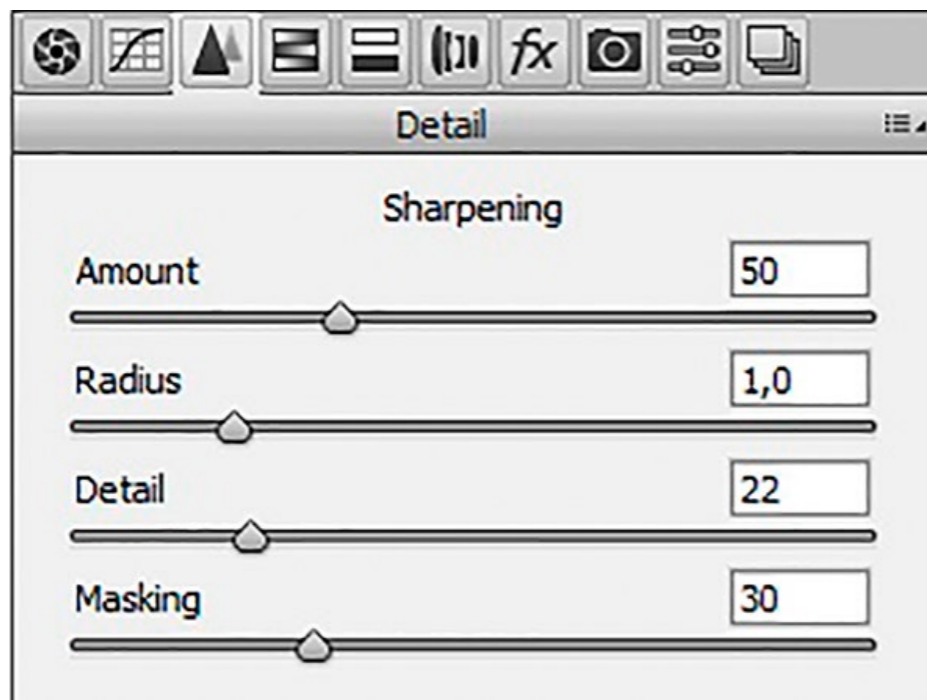 fx
Detail
Sharpening
Amount 50
Radius 1,0
Detail 22
Masking 30